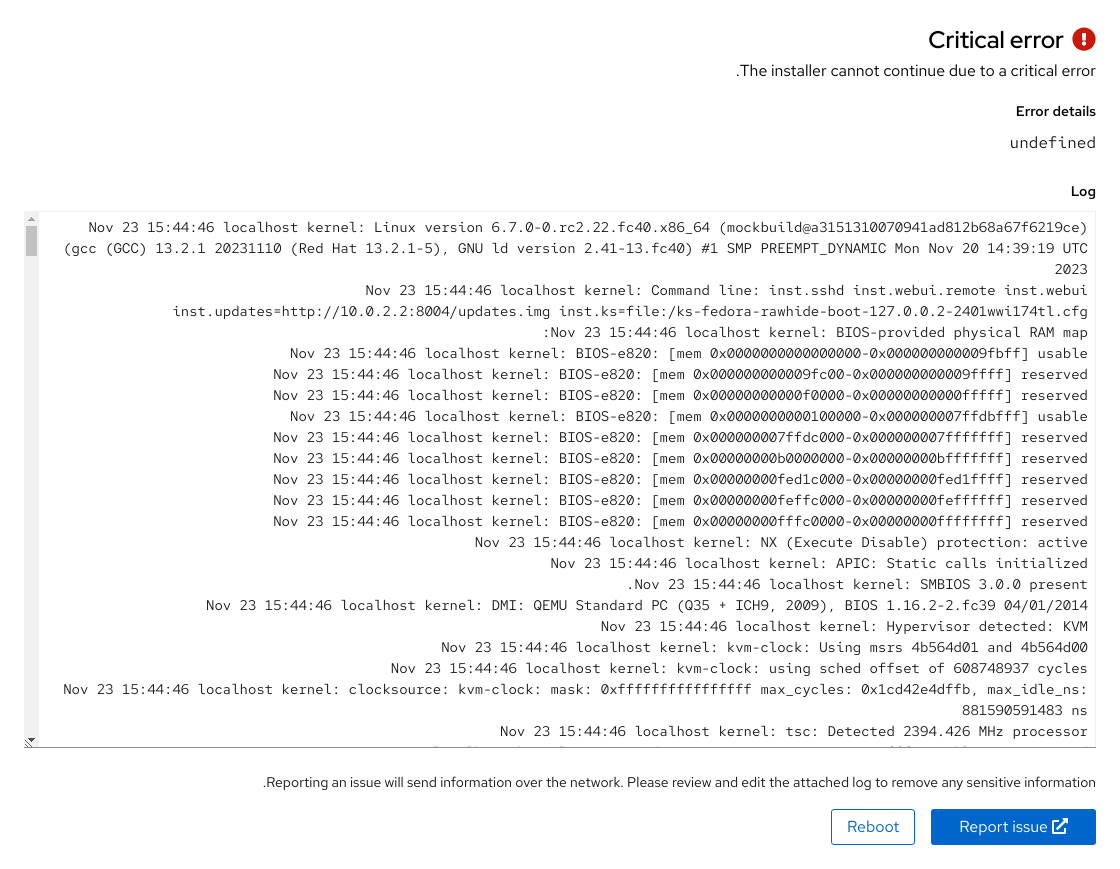 Critical error
.The installer cannot continue due to a critical error
Error details
undefined
Log
Nov 23 15:44:46 localhost kernel: Linux version 6.7.0-0.rc2.22.fc40.x86_64 (mockbuild@a3151310070941ad812b68a67f6219ce)
(gcc (GCC) 13.2.1 20231110 (Red Hat 13.2.1-5), GNU ld version 2.41-13.fc40) #1 SMP PREEMPT_DYNAMIC Mon Nov 20 14:39:19 UTC
2023
Nov 23 15:44:46 localhost kernel: Command line: inst.sshd inst.webui.remote inst.webui
inst.updates=http://10.0.2.2:8004/updates.img inst.ks=file:/ks-fedora-rawhide-boot-127.0.0.2-2401wwi174tl.cfg
:Nov 23 15:44:46 localhost kernel: BIOS-provided physical RAM map
Nov 23 15:44:46 localhost kernel: BIOS-e820: [mem 0x0000000000000000-0x000000000009fbff] usable
Nov 23 15:44:46 localhost kernel: BIOS-e820: [mem 0x000000000009fc00-0x000000000009ffff] reserved
Nov 23 15:44:46 localhost kernel: BIOS-e820: [mem 0x00000000000f0000-0x00000000000fffff] reserved
Nov 23 15:44:46 localhost kernel: BIOS-e820: [mem 0x0000000000100000-0x000000007ffdbfff] usable
Nov 23 15:44:46 localhost kernel: BIOS-e820: [mem 0x000000007ffdc000-0x000000007fffffff] reserved
Nov 23 15:44:46 localhost kernel: BIOS-e820: [mem 0x00000000b0000000-0x00000000bfffffff] reserved
Nov 23 15:44:46 localhost kernel: BIOS-e820: [mem 0x00000000fed1c000-0x00000000fed1ffff] reserved
Nov 23 15:44:46 localhost kernel: BIOS-e820: [mem 0x00000000feffc000-0x00000000feffffff] reserved
Nov 23 15:44:46 localhost kernel: BIOS-e820: [mem 0x00000000fffc0000-0x00000000ffffffff] reserved
Nov 23 15:44:46 localhost kernel: NX (Execute Disable) protection: active
Nov 23 15:44:46 localhost kernel: APIC: Static calls initialized
.Nov 23 15:44:46 localhost kernel: SMBIOS 3.0.0 present
Nov 23 15:44:46 localhost kernel: DMI: QEMU Standard PC (Q35 + ICH9, 2009), BIOS 1.16.2-2.fc39 04/01/2014
Nov 23 15:44:46 localhost kernel: Hypervisor detected: KVM
Nov 23 15:44:46 localhost kernel: kvm-clock: Using msrs 4b564d01 and 4b564d00
Nov 23 15:44:46 localhost kernel: kvm-clock: using sched offset of 608748937 cycles
Nov 23 15:44:46 localhost kernel: clocksource: kvm-clock: mask: 0xffffffffffffffff max_cycles: 0x1cd42e4dffb, max_idle_ns:
881590591483 ns
Nov 23 15:44:46 localhost kernel: tsc: Detected 2394.426 MHz processor
.Reporting an issue will send information over the network. Please review and edit the attached log to remove any sensitive information
Reboot
Report issue